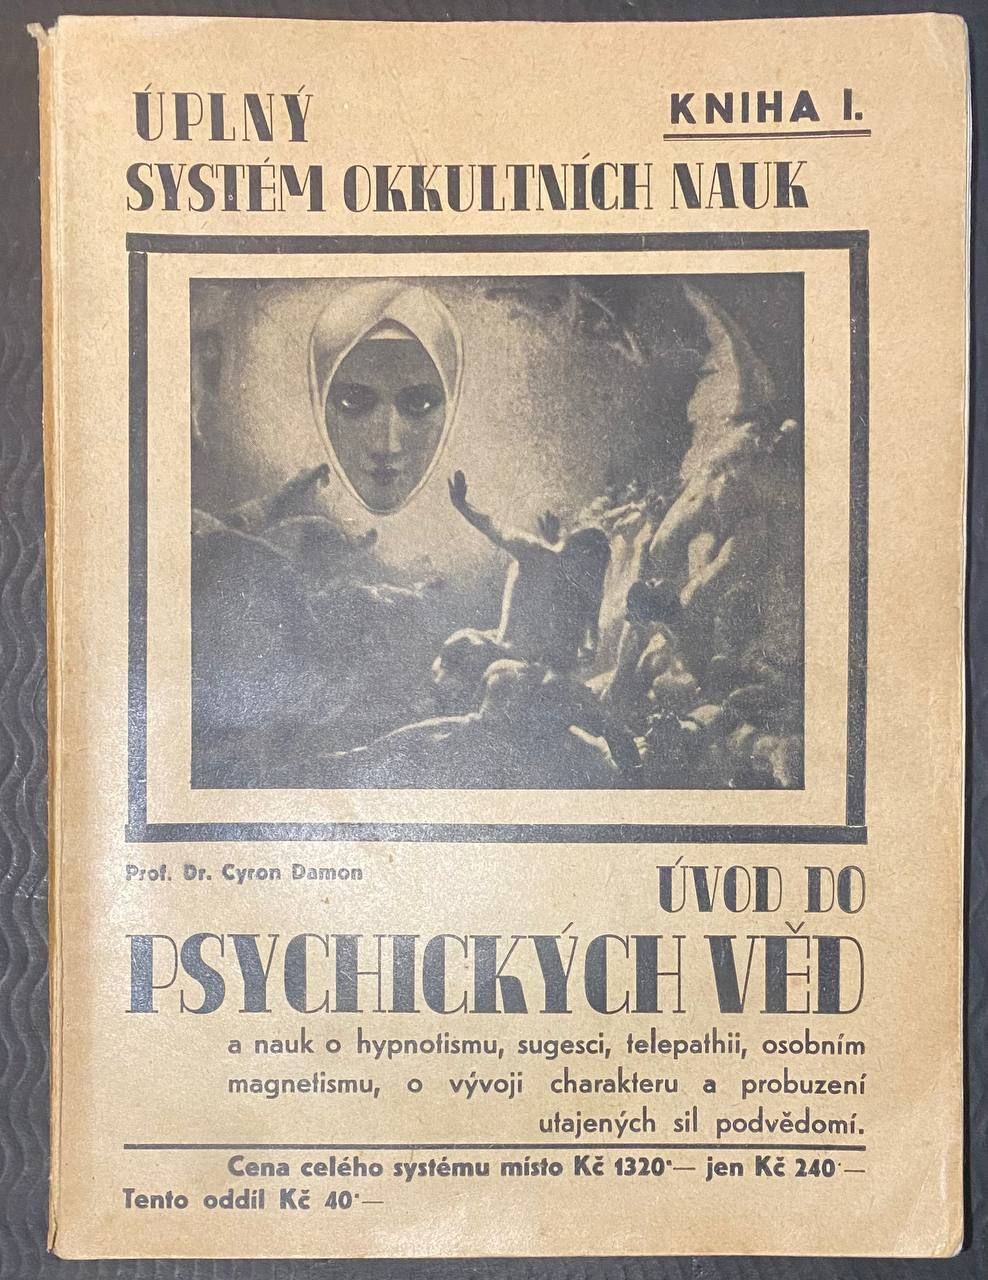 ÚPLNÝ
KNIHA I.
SYSTÉM OKKULTNÍCH NAUK
Prof. Dr. Cyron Damon
ÚVOD DO
PSYCHICKÝCH VĚD
a nauk o hypnotismu, sugesci, telepathii, osobním
magnetismu, o vývoji charakteru a probuzení
utajených sil podvědomí.
Cena celého systému místo Kč 1320·— jen Kč 240·—
Tento oddíl Kč 40·—